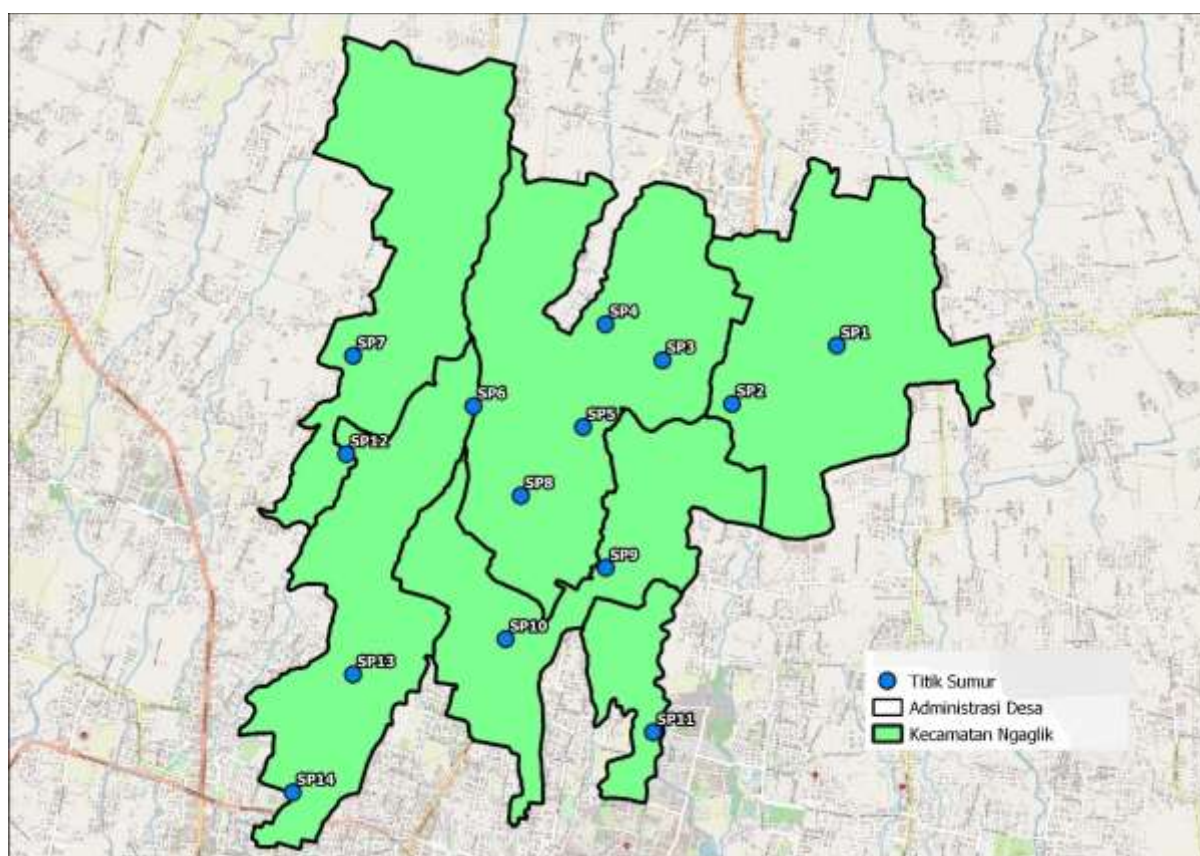 SP4
SP1
SP7
SP3
SP6
SP2
SP5
SP12
SP8
SP9
SP10
SP13
SP11
SP14
Titik Sumur
Administrasi Desa
Kecamatan Ngaglik